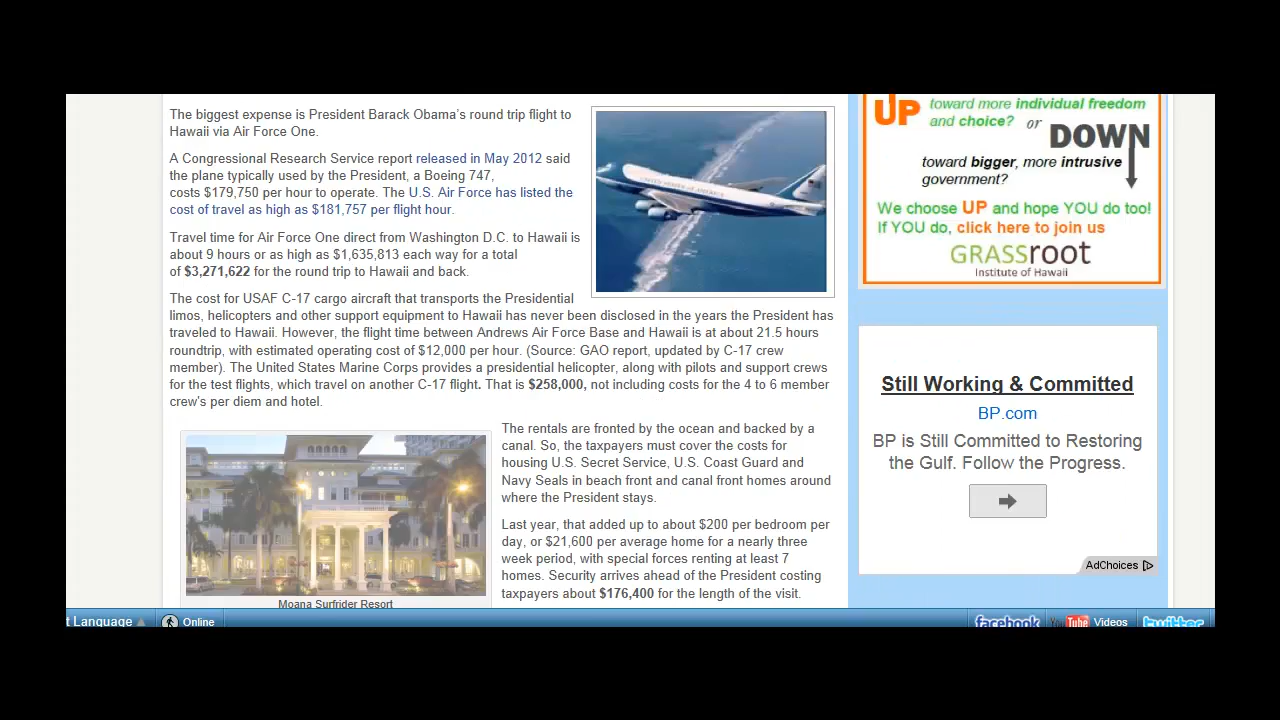 The biggest expense is President Barack Obama's round trip flight to
Hawaii via Air Force One.
A Congressional Research Service report released in May 2012 said
the plane typically used by the President, a Boeing 747,
costs $179,750 per hour to operate. The U.S. Air Force has listed the
cost of travel as high as $181,757 per flight hour.
Travel time for Air Force One direct from Washington D.C. to Hawaii is
about 9 hours or as high as $1,635,813 each way for a total
of $3,271,622 for the round trip to Hawaii and back.
The cost for USAF C-17 cargo aircraft that transports the Presidential
limos, helicopters and other support equipment to Hawaii has never been disclosed in the years the President has
traveled to Hawaii. However, the flight time between Andrews Air Force Base and Hawaii is at about 21.5 hours
roundtrip, with estimated operating cost of $12,000 per hour. (Source: GAO report, updated by C-17 crew
member). The United States Marine Corps provides a presidential helicopter, along with pilots and support crews
for the test flights, which travel on another C-17 flight. That is $258,000, not including costs for the 4 to 6 member
crew's per diem and hotel.
The rentals are fronted by the ocean and backed by a
canal. So, the taxpayers must cover the costs for
housing U.S. Secret Service, U.S. Coast Guard and
Navy Seals in beach front and canal front homes around
where the President stays.
Last year, that added up to about $200 per bedroom per
day, or $21,600 per average home for a nearly three
week period, with special forces renting at least 7
homes. Security arrives ahead of the President costing
taxpayers about $176,400 for the length of the visit.
Moana Surfrider Resort
UNITED STATES OF AMERICA
UP toward more individual freedom
and choice? or
DOWN
toward bigger, more intrusive
government?
We choose UP and hope YOU do too!
If YOU do, click here to join us
GRASSROOT
Institute of Hawaii
Still Working & Committed
BP.com
BP is Still Committed to Restoring
the Gulf. Follow the Progress.
AdChoices
t Language
Online
facebook
YouTube Videos
twitter